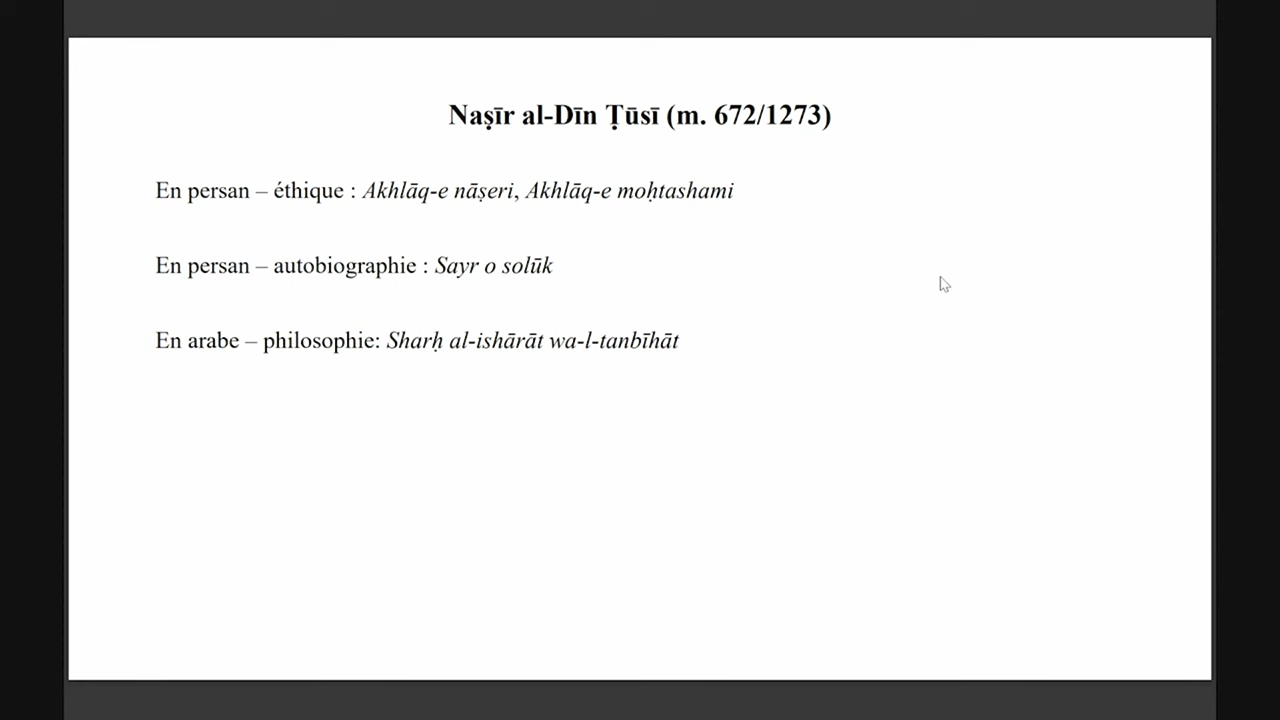 Naṣīr al-Dīn Ṭūsī (m. 672/1273)
En persan – éthique : Akhlāq-e nāṣeri, Akhlāq-e moḥtashami
En persan – autobiographie : Sayr o solūk
En arabe – philosophie: Sharḥ al-ishārāt wa-l-tanbīhāt